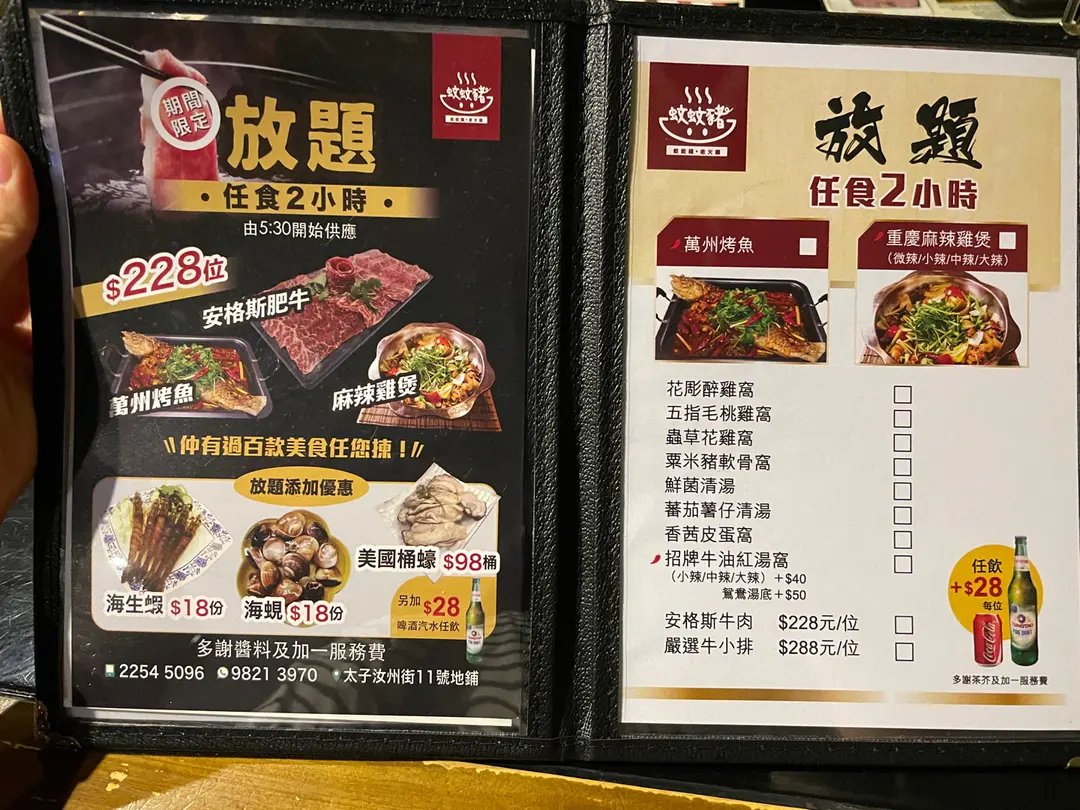 期間
限定
放題
蚊蚊豬
• 任食2小時 •
由5:30開始供應
$228位
安格斯肥牛
萬州烤魚
麻辣雞煲
仲有過百款美食任您揀！
放題添加優惠
海生蝦 $18份
海蜆 $18份
美國桶蠔 $98桶
另加 $28
啤酒汽水任飲
多謝醬料及加一服務費
2254 5096 9821 3970 太子汝州街11號地鋪
蚊蚊豬
放題
任食2小時
萬州烤魚
重慶麻辣雞煲
（微辣/小辣/中辣/大辣）
花彫醉雞窩
五指毛桃雞窩
蟲草花雞窩
粟米豬軟骨窩
鮮菌清湯
蕃茄薯仔清湯
香茜皮蛋窩
招牌牛油紅湯窩
（小辣/中辣/大辣）＋$40
鴛鴦湯底＋$50
安格斯牛肉 $228元/位
嚴選牛小排 $288元/位
任飲
+$28
每位
Coca-Cola
TSINGTAO
多謝茶芥及加一服務費